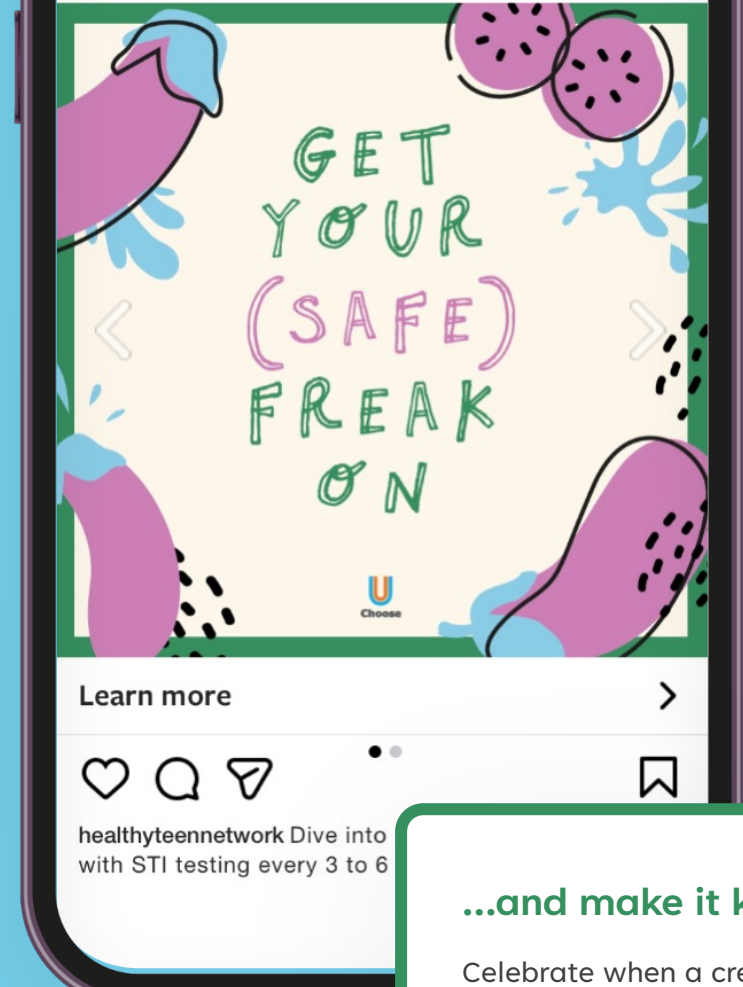 GET
YOUR
(SAFE)
FREAK
ON
U
Choose
Learn more
healthyteennetwork Dive into
with STI testing every 3 to 6
...and make it
Celebrate when a